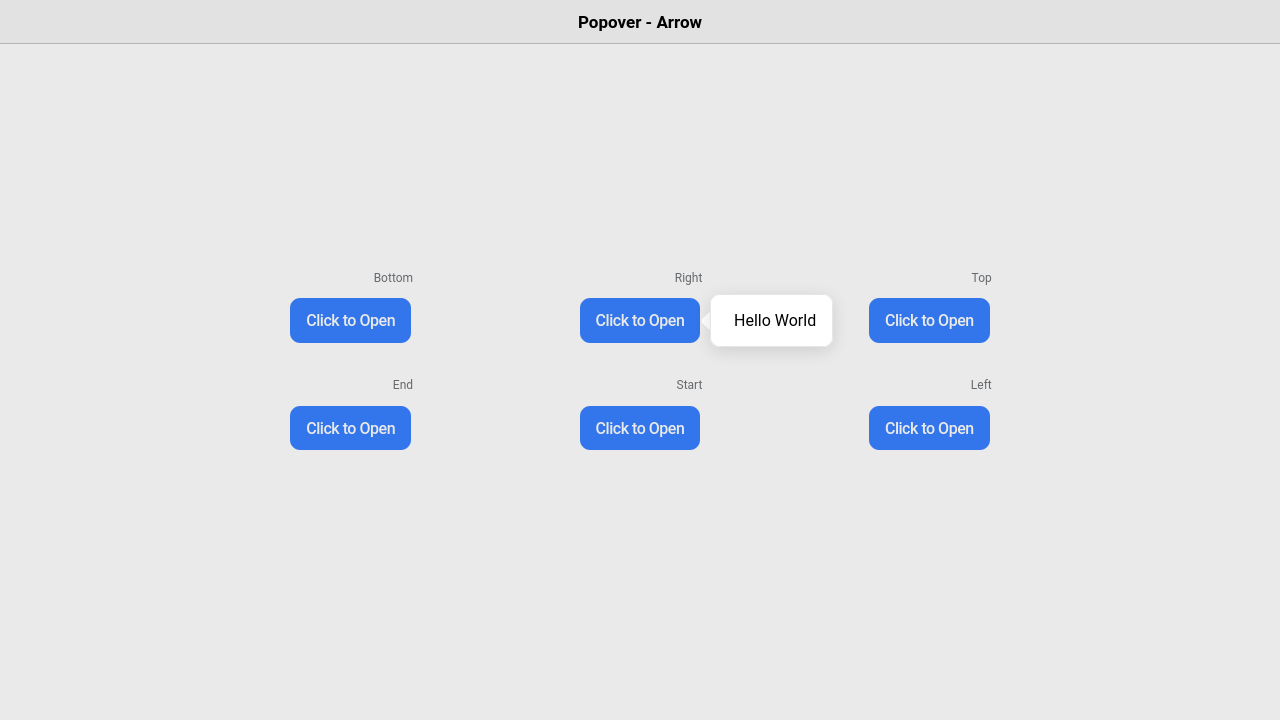 Popover - Arrow
Bottom
Right
Top
Click to Open
Click to Open
Hello World
Click to Open
End
Start
Left
Click to Open
Click to Open
Click to Open